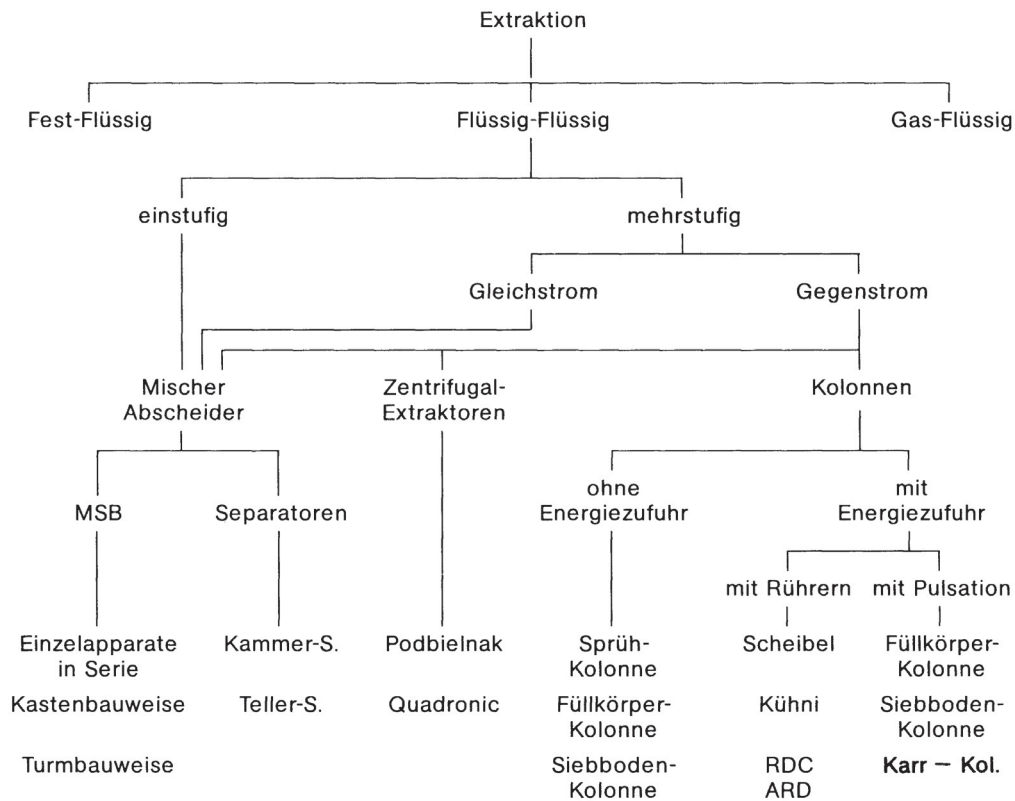 Extraktion
Fest-Flüssig
Flüssig-Flüssig
Gas-Flüssig
einstufig
mehrstufig
Gleichstrom
Gegenstrom
Mischer
Abscheider
Zentrifugal-
Extraktoren
Kolonnen
MSB
Separatoren
ohne
Energiezufuhr
mit
Energiezufuhr
mit Rührern
mit Pulsation
Einzelapparate
in Serie
Kastenbauweise
Turmbauweise
Kammer-S.
Teller-S.
Podbielnak
Quadronic
Sprüh-
Kolonne
Füllkörper-
Kolonne
Siebboden-
Kolonne
Scheibel
Kühni
RDC
ARD
Füllkörper-
Kolonne
Siebboden-
Kolonne
Karr – Kol.